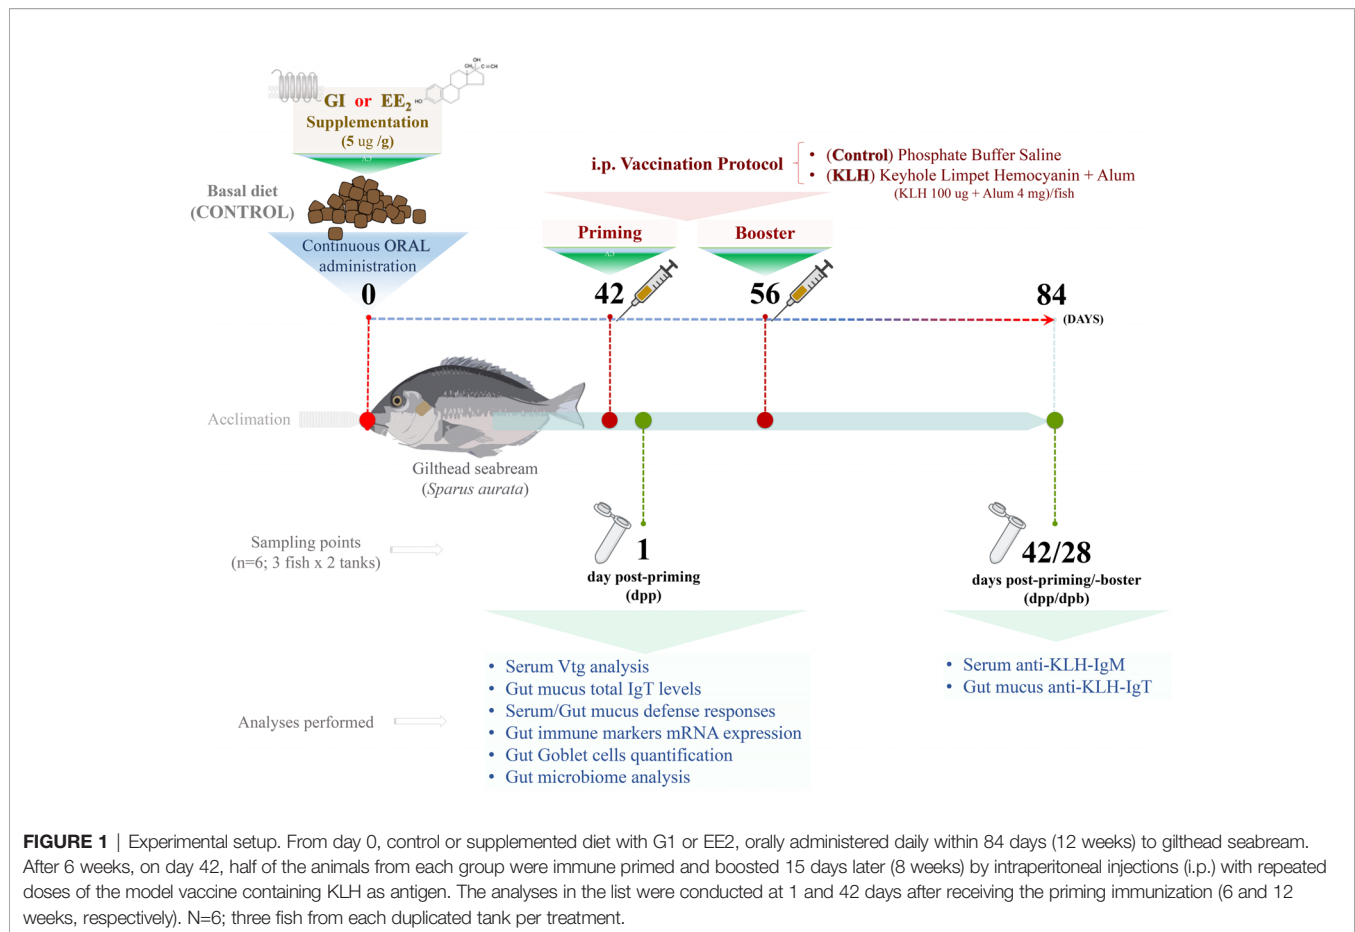 GI or EE2
Supplementation
(5 ug /g)
OH
CH3
C≡CH
HO
Basal diet
(CONTROL)
Continuous ORAL
administration
i.p. Vaccination Protocol
• (Control) Phosphate Buffer Saline
• (KLH) Keyhole Limpet Hemocyanin + Alum
(KLH 100 ug + Alum 4 mg)/fish
Priming
Booster
0
42
56
84
(DAYS)
Acclimation
Gilthead seabream
(Sparus aurata)
Sampling points
(n=6; 3 fish x 2 tanks)
1
day post-priming
(dpp)
42/28
days post-priming/-boster
(dpp/dpb)
Analyses performed
• Serum Vtg analysis
• Gut mucus total IgT levels
• Serum/Gut mucus defense responses
• Gut immune markers mRNA expression
• Gut Goblet cells quantification
• Gut microbiome analysis
• Serum anti-KLH-IgM
• Gut mucus anti-KLH-IgT
FIGURE 1 | Experimental setup. From day 0, control or supplemented diet with G1 or EE2, orally administered daily within 84 days (12 weeks) to gilthead seabream.
After 6 weeks, on day 42, half of the animals from each group were immune primed and boosted 15 days later (8 weeks) by intraperitoneal injections (i.p.) with repeated
doses of the model vaccine containing KLH as antigen. The analyses in the list were conducted at 1 and 42 days after receiving the priming immunization (6 and 12
weeks, respectively). N=6; three fish from each duplicated tank per treatment.